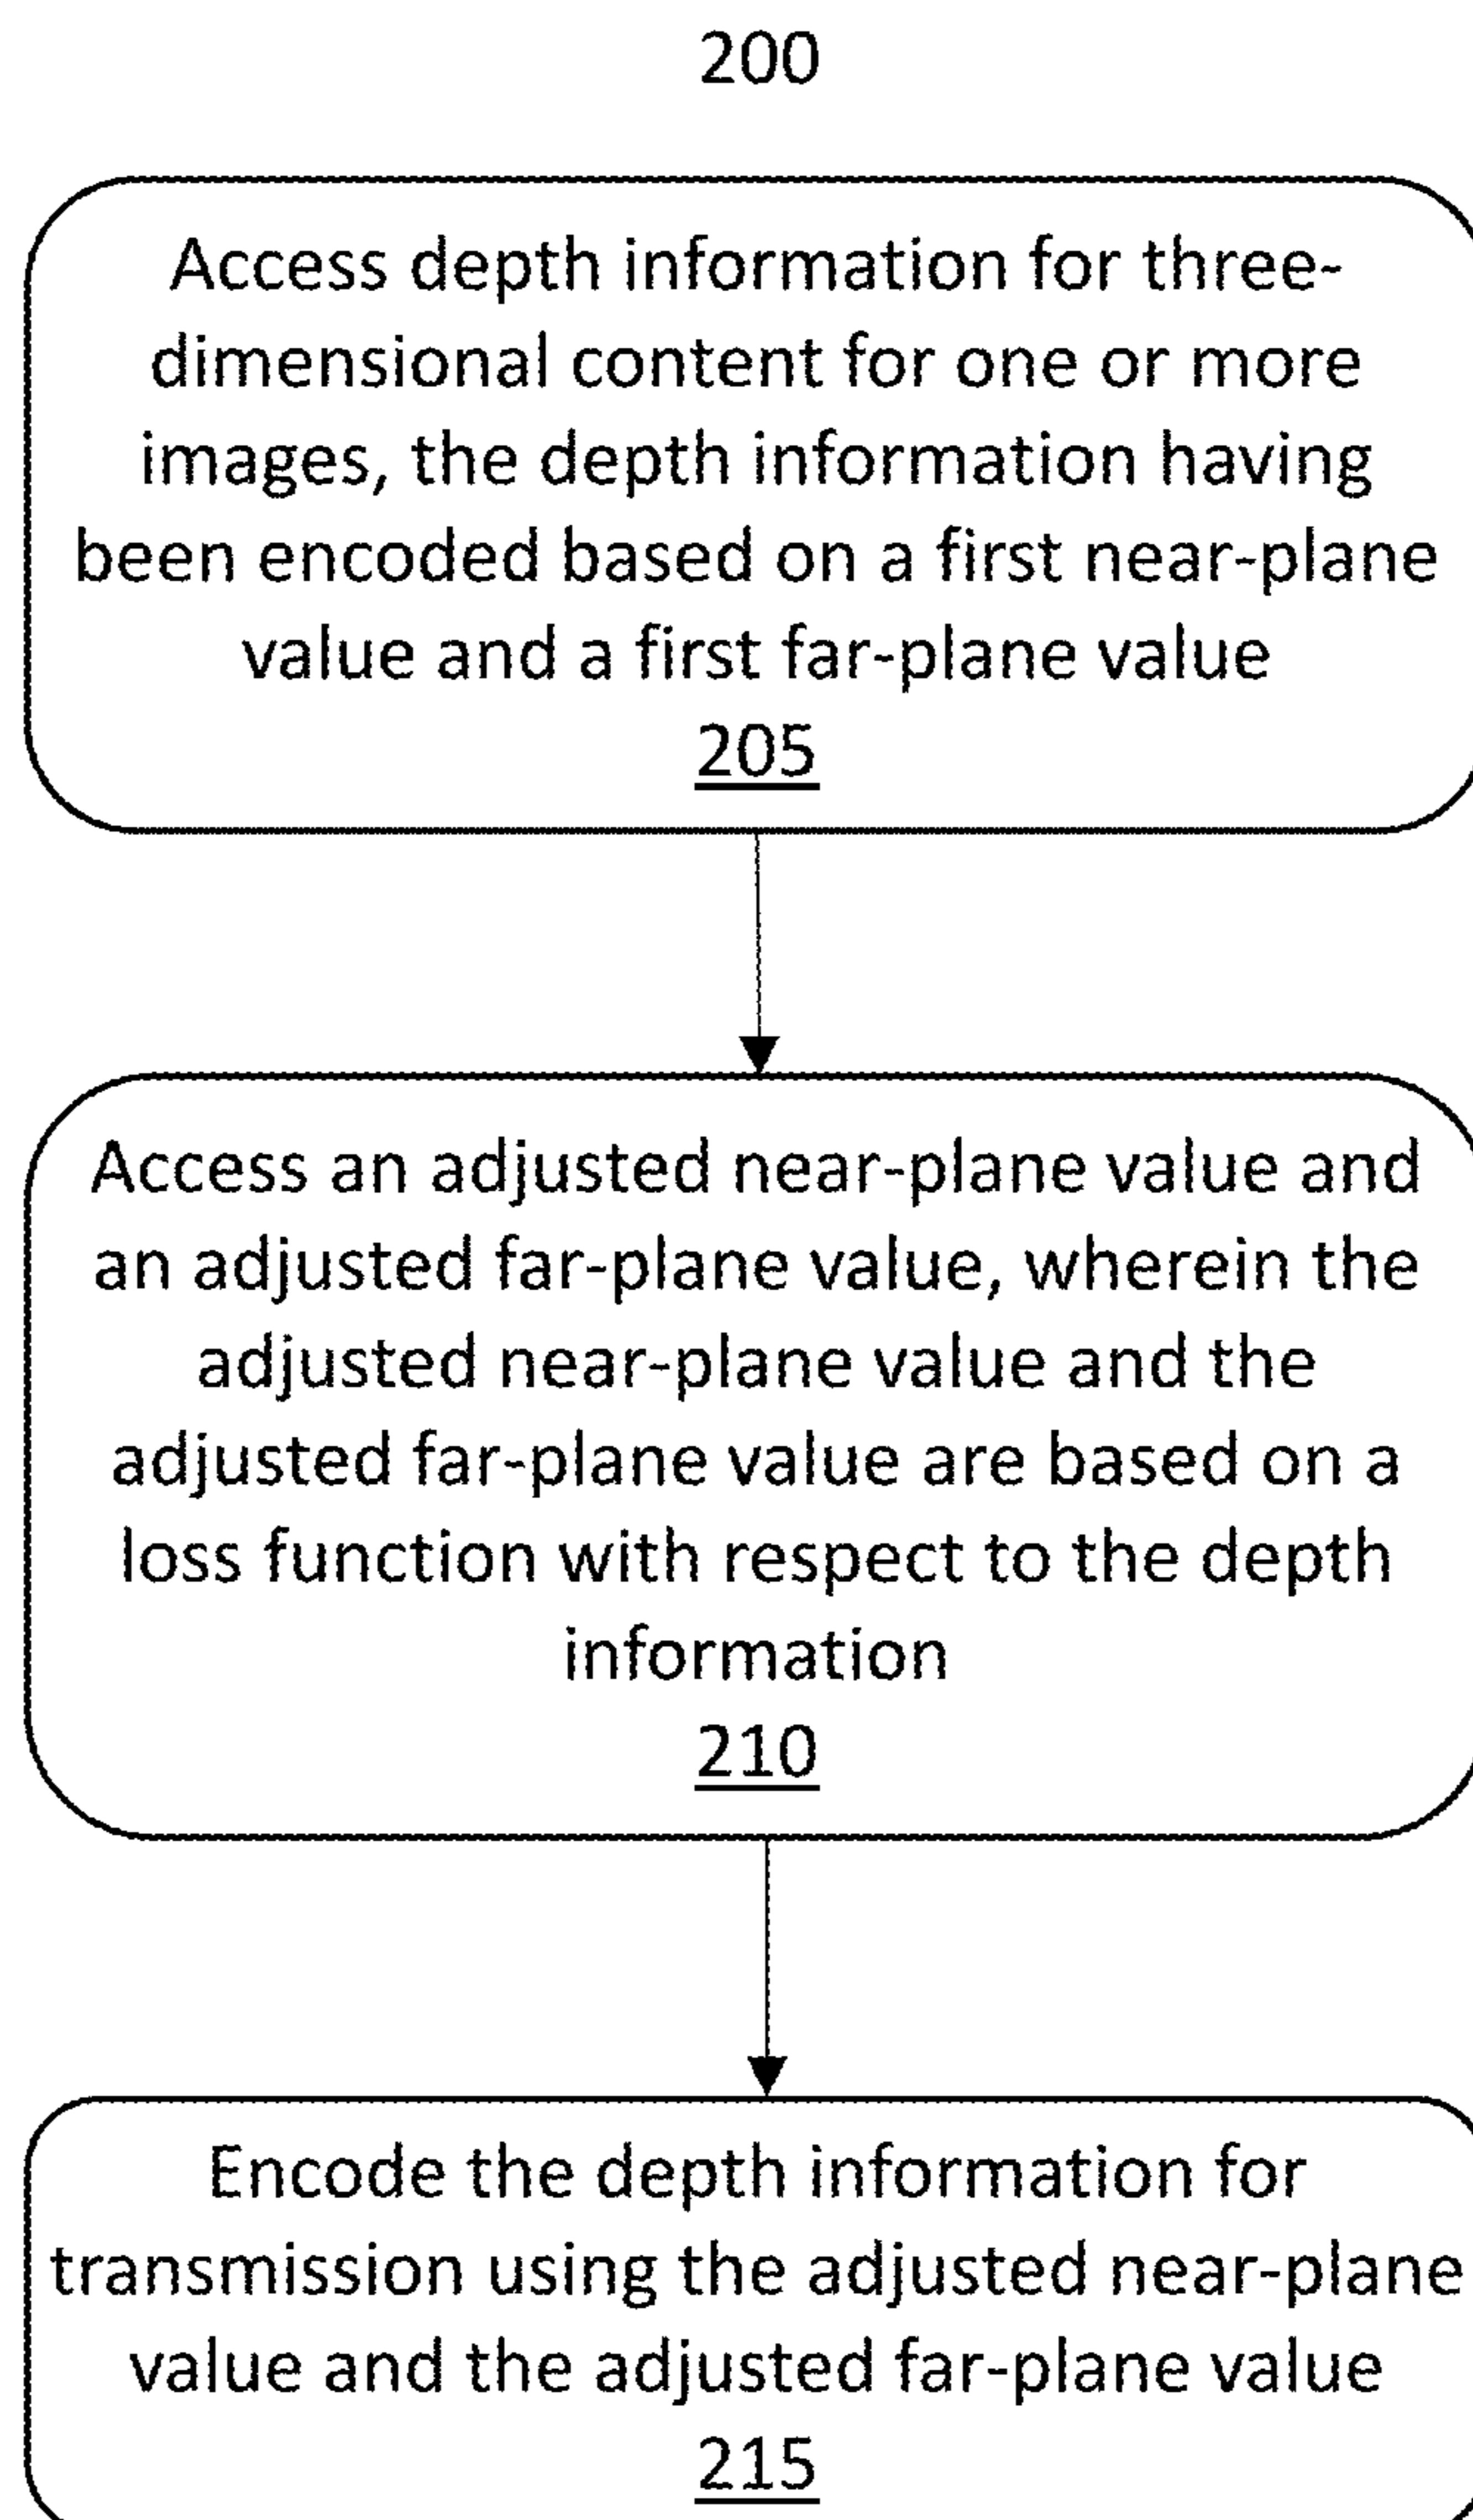 200
Access depth information for three-
dimensional content for one or more
images, the depth information having
been encoded based on a first near-plane
value and a first far-plane value
205
Access an adjusted near-plane value and
an adjusted far-plane value, wherein the
adjusted near-plane value and the
adjusted far-plane value are based on a
loss function with respect to the depth
information
210
Encode the depth information for
transmission using the adjusted near-plane
value and the adjusted far-plane value
215